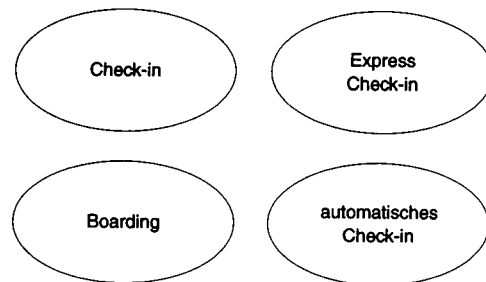 Check-in
Express
Check-in
Boarding
automatisches
Check-in